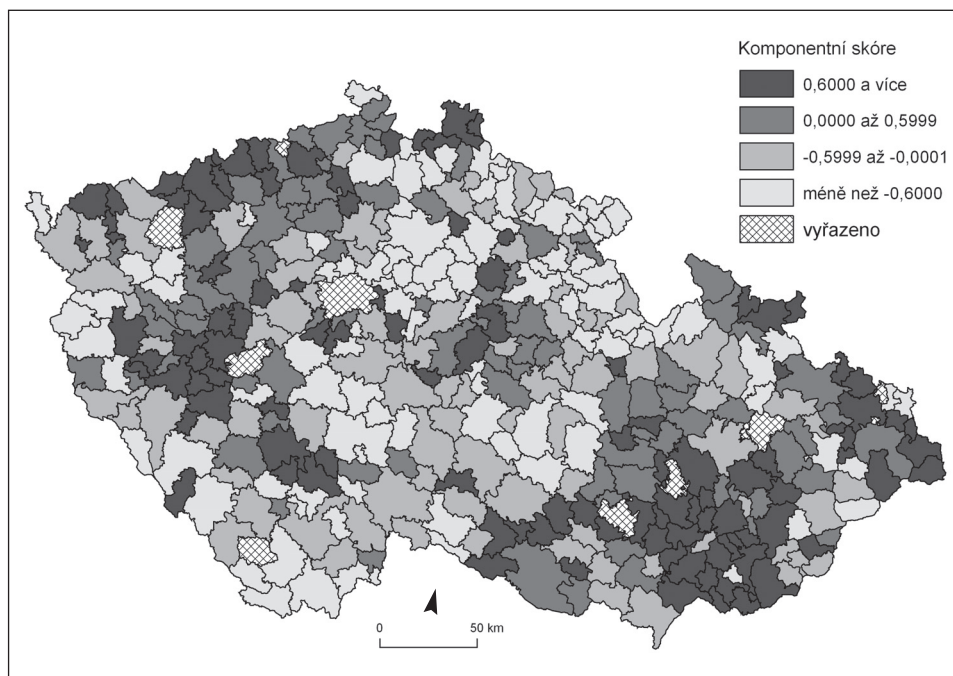 Komponentní skóre
0,6000 a více
0,0000 až 0,5999
-0,5999 až -0,0001
méně než -0,6000
vyřazeno
0 50 km